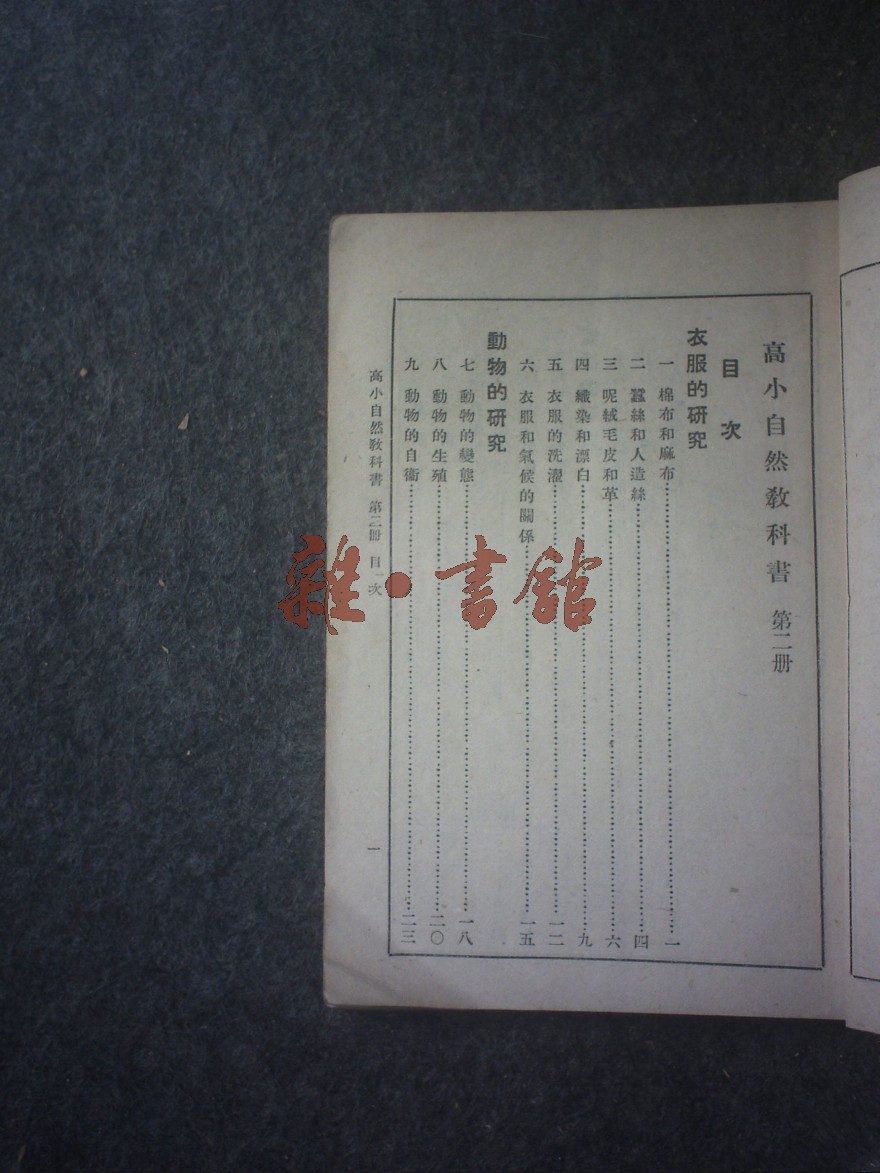 高小自然教科書 第二册
目次
衣服的研究
一 棉布和麻布……一
二 蠶絲和人造絲……四
三 呢絨毛皮和革……六
四 織染和漂白……九
五 衣服的洗濯……一二
六 衣服和氣候的關係……一五
動物的研究
七 動物的變態……一八
八 動物的生殖……二〇
九 動物的自衞……二三
高小自然教科書 第二册 目次
一
雜·書館